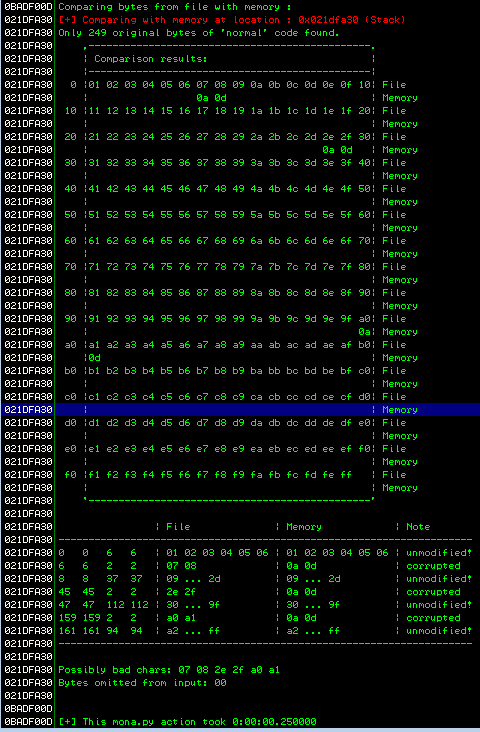 0BADF00D Comparing bytes from file with memory :
021DFA30 [+] Comparing with memory at location : 0x021dfa30 (Stack)
021DFA30 Only 249 original bytes of 'normal' code found.
021DFA30 ,-----------------------------------------------.
021DFA30 | Comparison results: |
021DFA30 |-----------------------------------------------|
021DFA30 0 |01 02 03 04 05 06 07 08 09 0a 0b 0c 0d 0e 0f 10| File
021DFA30 | 0a 0d | Memory
021DFA30 10 |11 12 13 14 15 16 17 18 19 1a 1b 1c 1d 1e 1f 20| File
021DFA30 | | Memory
021DFA30 20 |21 22 23 24 25 26 27 28 29 2a 2b 2c 2d 2e 2f 30| File
021DFA30 | 0a 0d | Memory
021DFA30 30 |31 32 33 34 35 36 37 38 39 3a 3b 3c 3d 3e 3f 40| File
021DFA30 | | Memory
021DFA30 40 |41 42 43 44 45 46 47 48 49 4a 4b 4c 4d 4e 4f 50| File
021DFA30 | | Memory
021DFA30 50 |51 52 53 54 55 56 57 58 59 5a 5b 5c 5d 5e 5f 60| File
021DFA30 | | Memory
021DFA30 60 |61 62 63 64 65 66 67 68 69 6a 6b 6c 6d 6e 6f 70| File
021DFA30 | | Memory
021DFA30 70 |71 72 73 74 75 76 77 78 79 7a 7b 7c 7d 7e 7f 80| File
021DFA30 | | Memory
021DFA30 80 |81 82 83 84 85 86 87 88 89 8a 8b 8c 8d 8e 8f 90| File
021DFA30 | | Memory
021DFA30 90 |91 92 93 94 95 96 97 98 99 9a 9b 9c 9d 9e 9f a0| File
021DFA30 | 0a| Memory
021DFA30 a0 |a1 a2 a3 a4 a5 a6 a7 a8 a9 aa ab ac ad ae af b0| File
021DFA30 |0d | Memory
021DFA30 b0 |b1 b2 b3 b4 b5 b6 b7 b8 b9 ba bb bc bd be bf c0| File
021DFA30 | | Memory
021DFA30 c0 |c1 c2 c3 c4 c5 c6 c7 c8 c9 ca cb cc cd ce cf d0| File
021DFA30 | | Memory
021DFA30 d0 |d1 d2 d3 d4 d5 d6 d7 d8 d9 da db dc dd de df e0| File
021DFA30 | | Memory
021DFA30 e0 |e1 e2 e3 e4 e5 e6 e7 e8 e9 ea eb ec ed ee ef f0| File
021DFA30 | | Memory
021DFA30 f0 |f1 f2 f3 f4 f5 f6 f7 f8 f9 fa fb fc fd fe ff | File
021DFA30 | | Memory
021DFA30 `-----------------------------------------------'
021DFA30
021DFA30 | File | Memory | Note
021DFA30 ----------------------------------------------------------------------
021DFA30 0 0 6 6 | 01 02 03 04 05 06 | 01 02 03 04 05 06 | unmodified!
021DFA30 6 6 2 2 | 07 08 | 0a 0d | corrupted
021DFA30 8 8 37 37 | 09 ... 2d | 09 ... 2d | unmodified!
021DFA30 45 45 2 2 | 2e 2f | 0a 0d | corrupted
021DFA30 47 47 112 112 | 30 ... 9f | 30 ... 9f | unmodified!
021DFA30 159 159 2 2 | a0 a1 | 0a 0d | corrupted
021DFA30 161 161 94 94 | a2 ... ff | a2 ... ff | unmodified!
021DFA30 ----------------------------------------------------------------------
021DFA30
021DFA30 Possibly bad chars: 07 08 2e 2f a0 a1
021DFA30 Bytes omitted from input: 00
021DFA30
0BADF00D
0BADF00D [+] This mona.py action took 0:00:00.250000